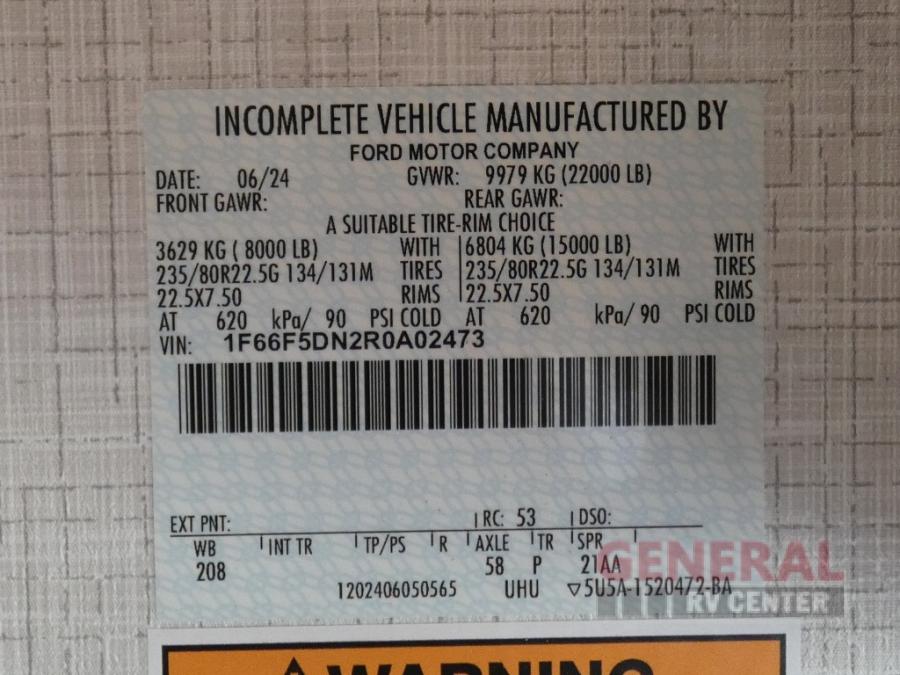 INCOMPLETE VEHICLE MANUFACTURED BY
FORD MOTOR COMPANY
DATE: 06/24 GVWR: 9979 KG (22000 LB)
FRONT GAWR: REAR GAWR:
A SUITABLE TIRE-RIM CHOICE
3629 KG ( 8000 LB) WITH 6804 KG (15000 LB) WITH
235/80R22.5G 134/131M TIRES 235/80R22.5G 134/131M TIRES
22.5X7.50 RIMS 22.5X7.50 RIMS
AT 620 kPa/ 90 PSI COLD AT 620 kPa/ 90 PSI COLD
VIN: 1F66F5DN2R0A02473
EXT PNT: RC: 53 DSO:
WB INT TR TP/PS R AXLE TR SPR
208 58 P 21AA
1202406050565 UHU ▽5U5A-1520472-BA
GENERAL
RV CENTER
WARNING